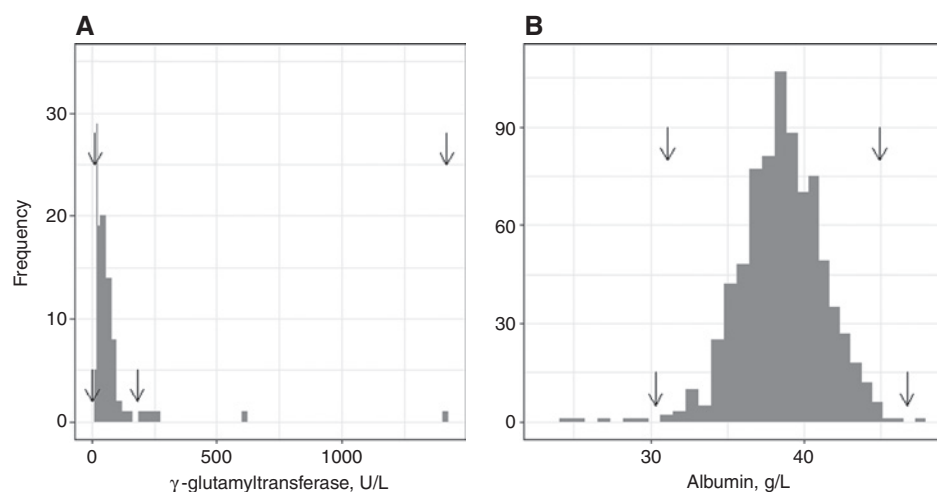 A
Frequency
30
20
10
0
0
500
1000
γ-glutamyltransferase, U/L
B
90
60
30
0
30
40
Albumin, g/L